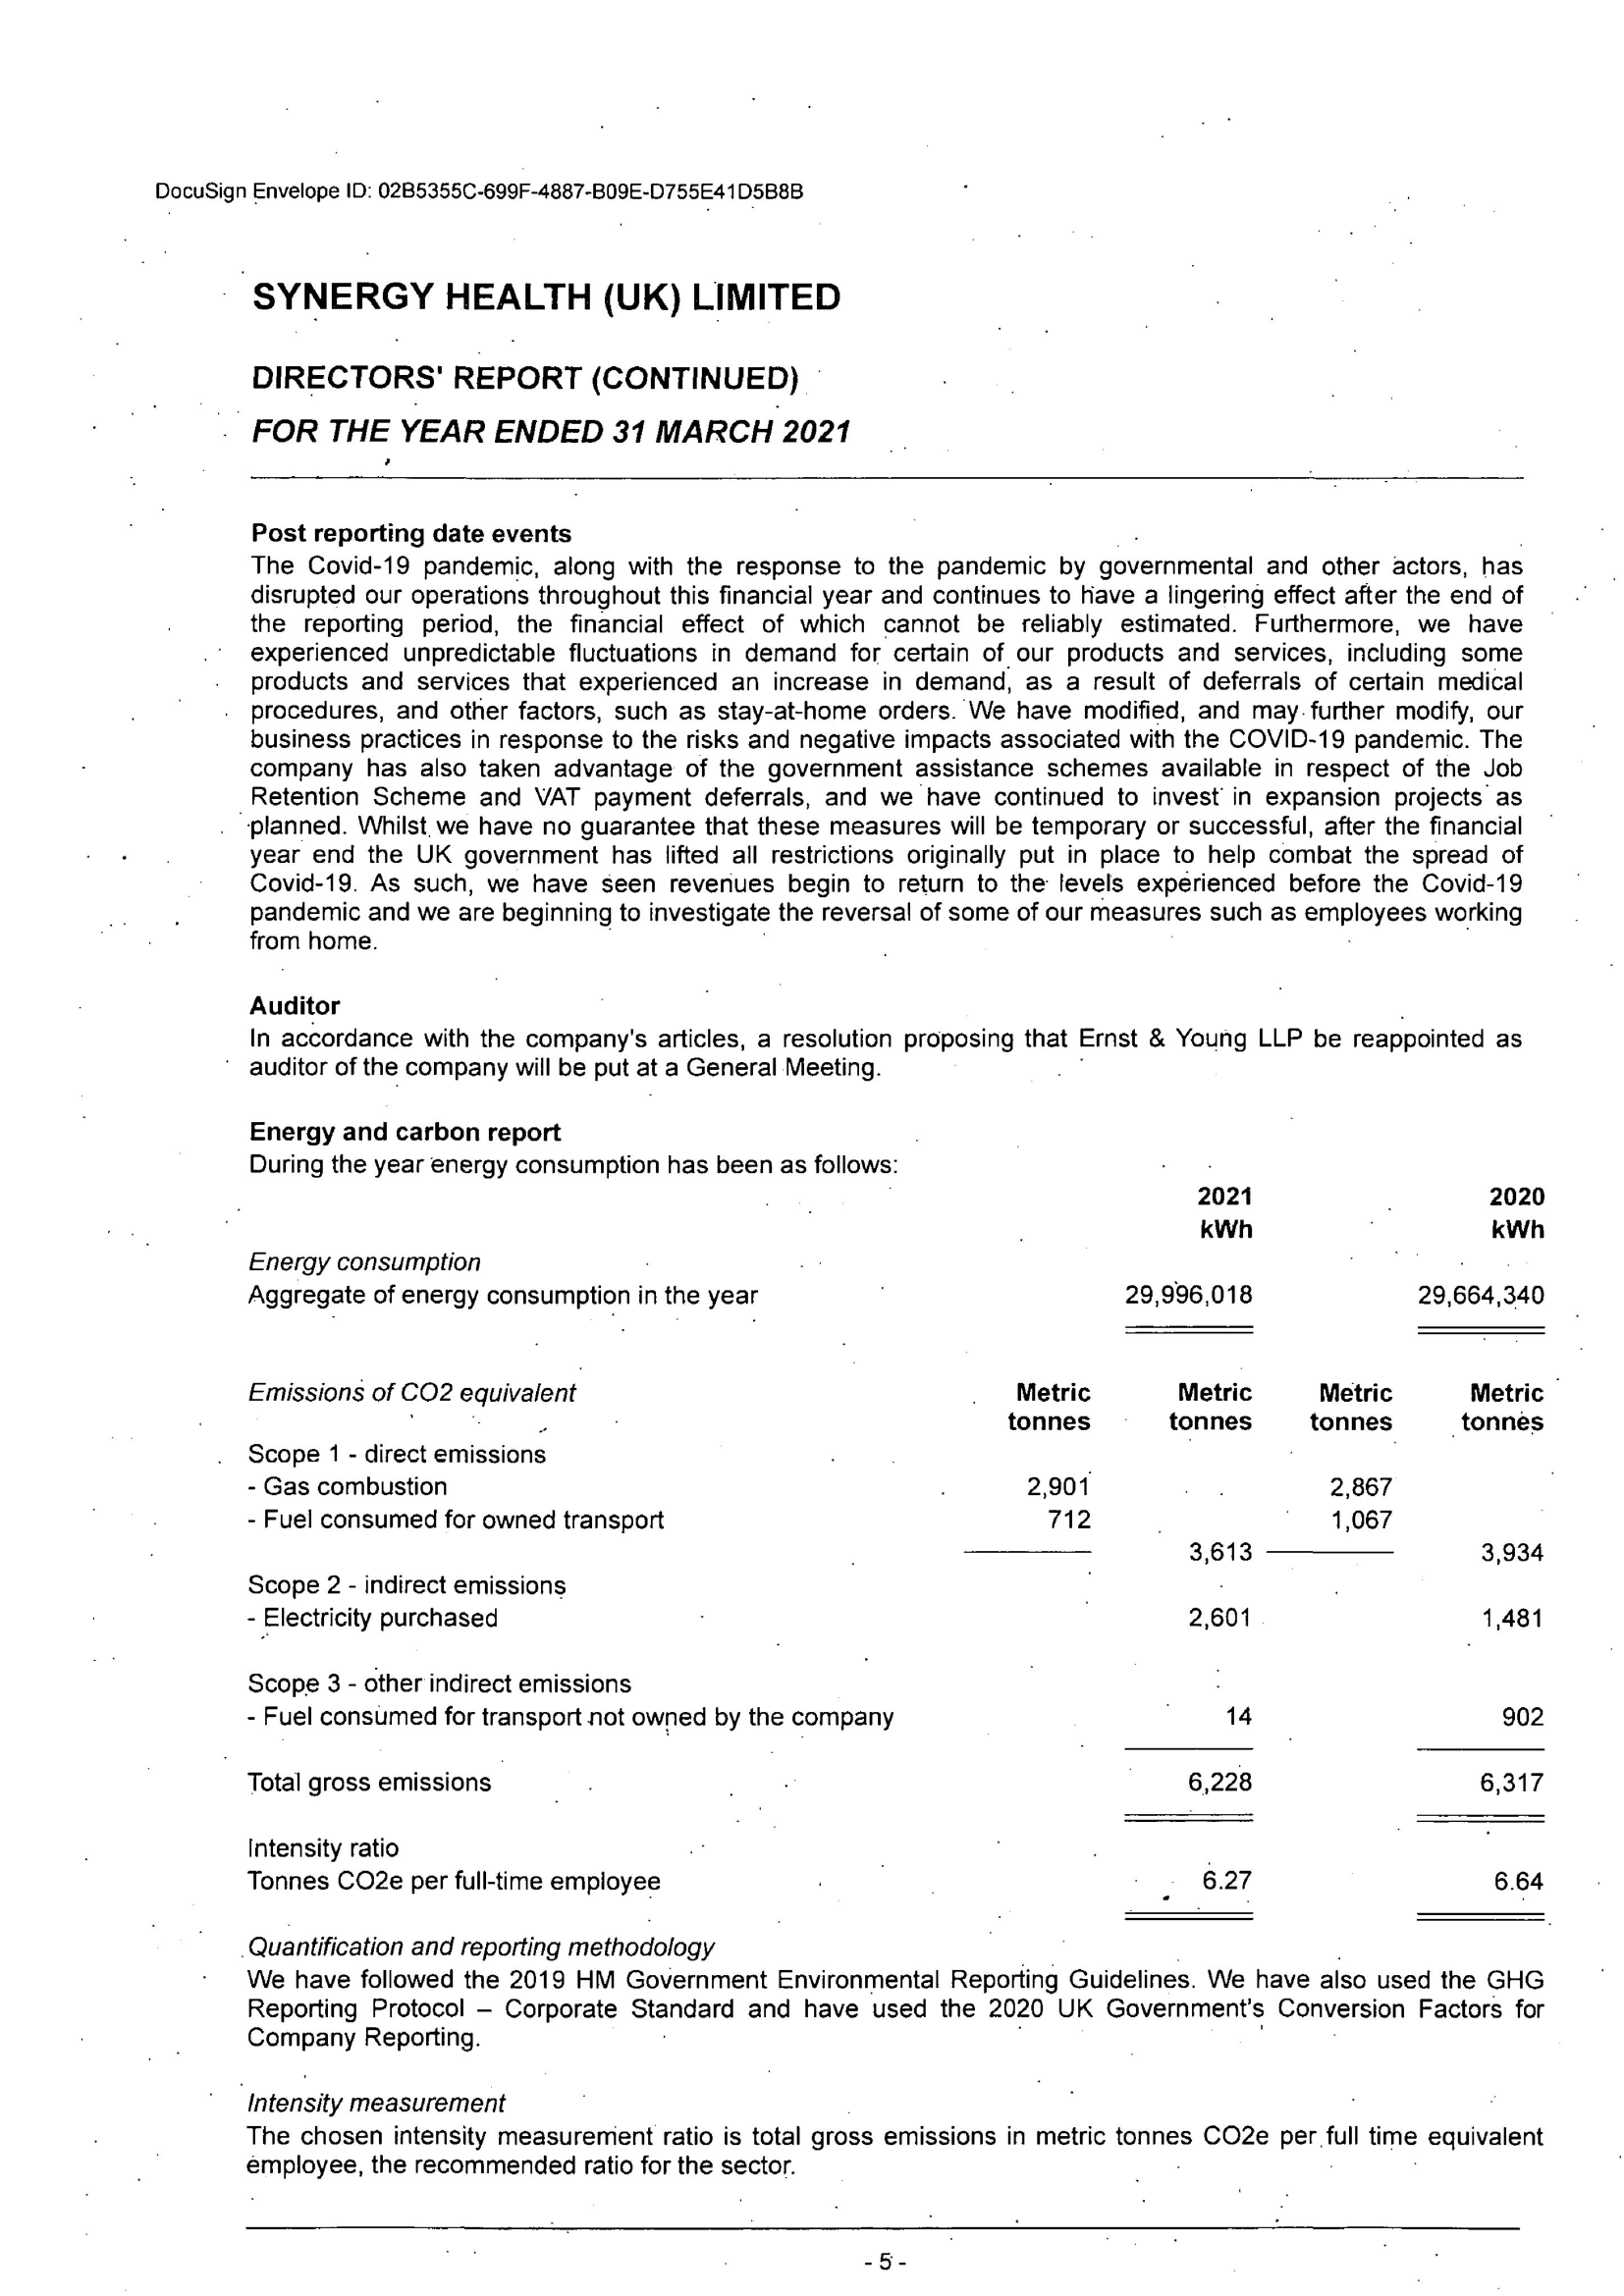 DocuSign Envelope ID: 02B5355C-699F-4887-B09E-D755E41D5B8B
SYNERGY HEALTH (UK) LIMITED
DIRECTORS' REPORT (CONTINUED)
FOR THE YEAR ENDED 31 MARCH 2021
Post reporting date events
The Covid-19 pandemic, along with the response to the pandemic by governmental and other actors, has
disrupted our operations throughout this financial year and continues to have a lingering effect after the end of
the reporting period, the financial effect of which cannot be reliably estimated. Furthermore, we have
experienced unpredictable fluctuations in demand for certain of our products and services, including some
products and services that experienced an increase in demand, as a result of deferrals of certain medical
procedures, and other factors, such as stay-at-home orders. We have modified, and may further modify, our
business practices in response to the risks and negative impacts associated with the COVID-19 pandemic. The
company has also taken advantage of the government assistance schemes available in respect of the Job
Retention Scheme and VAT payment deferrals, and we have continued to invest in expansion projects as
planned. Whilst we have no guarantee that these measures will be temporary or successful, after the financial
year end the UK government has lifted all restrictions originally put in place to help combat the spread of
Covid-19. As such, we have seen revenues begin to return to the levels experienced before the Covid-19
pandemic and we are beginning to investigate the reversal of some of our measures such as employees working
from home.
Auditor
In accordance with the company's articles, a resolution proposing that Ernst & Young LLP be reappointed as
auditor of the company will be put at a General Meeting.
Energy and carbon report
During the year energy consumption has been as follows:
2021 2020
kWh kWh
Energy consumption
Aggregate of energy consumption in the year 29,996,018 29,664,340
Emissions of CO2 equivalent Metric Metric Metric Metric
tonnes tonnes tonnes tonnes
Scope 1 - direct emissions
- Gas combustion 2,901 2,867
- Fuel consumed for owned transport 712 1,067
3,613 3,934
Scope 2 - indirect emissions
- Electricity purchased 2,601 1,481
Scope 3 - other indirect emissions
- Fuel consumed for transport not owned by the company 14 902
Total gross emissions 6,228 6,317
Intensity ratio
Tonnes CO2e per full-time employee 6.27 6.64
Quantification and reporting methodology
We have followed the 2019 HM Government Environmental Reporting Guidelines. We have also used the GHG
Reporting Protocol – Corporate Standard and have used the 2020 UK Government's Conversion Factors for
Company Reporting.
Intensity measurement
The chosen intensity measurement ratio is total gross emissions in metric tonnes CO2e per full time equivalent
employee, the recommended ratio for the sector.
- 5 -